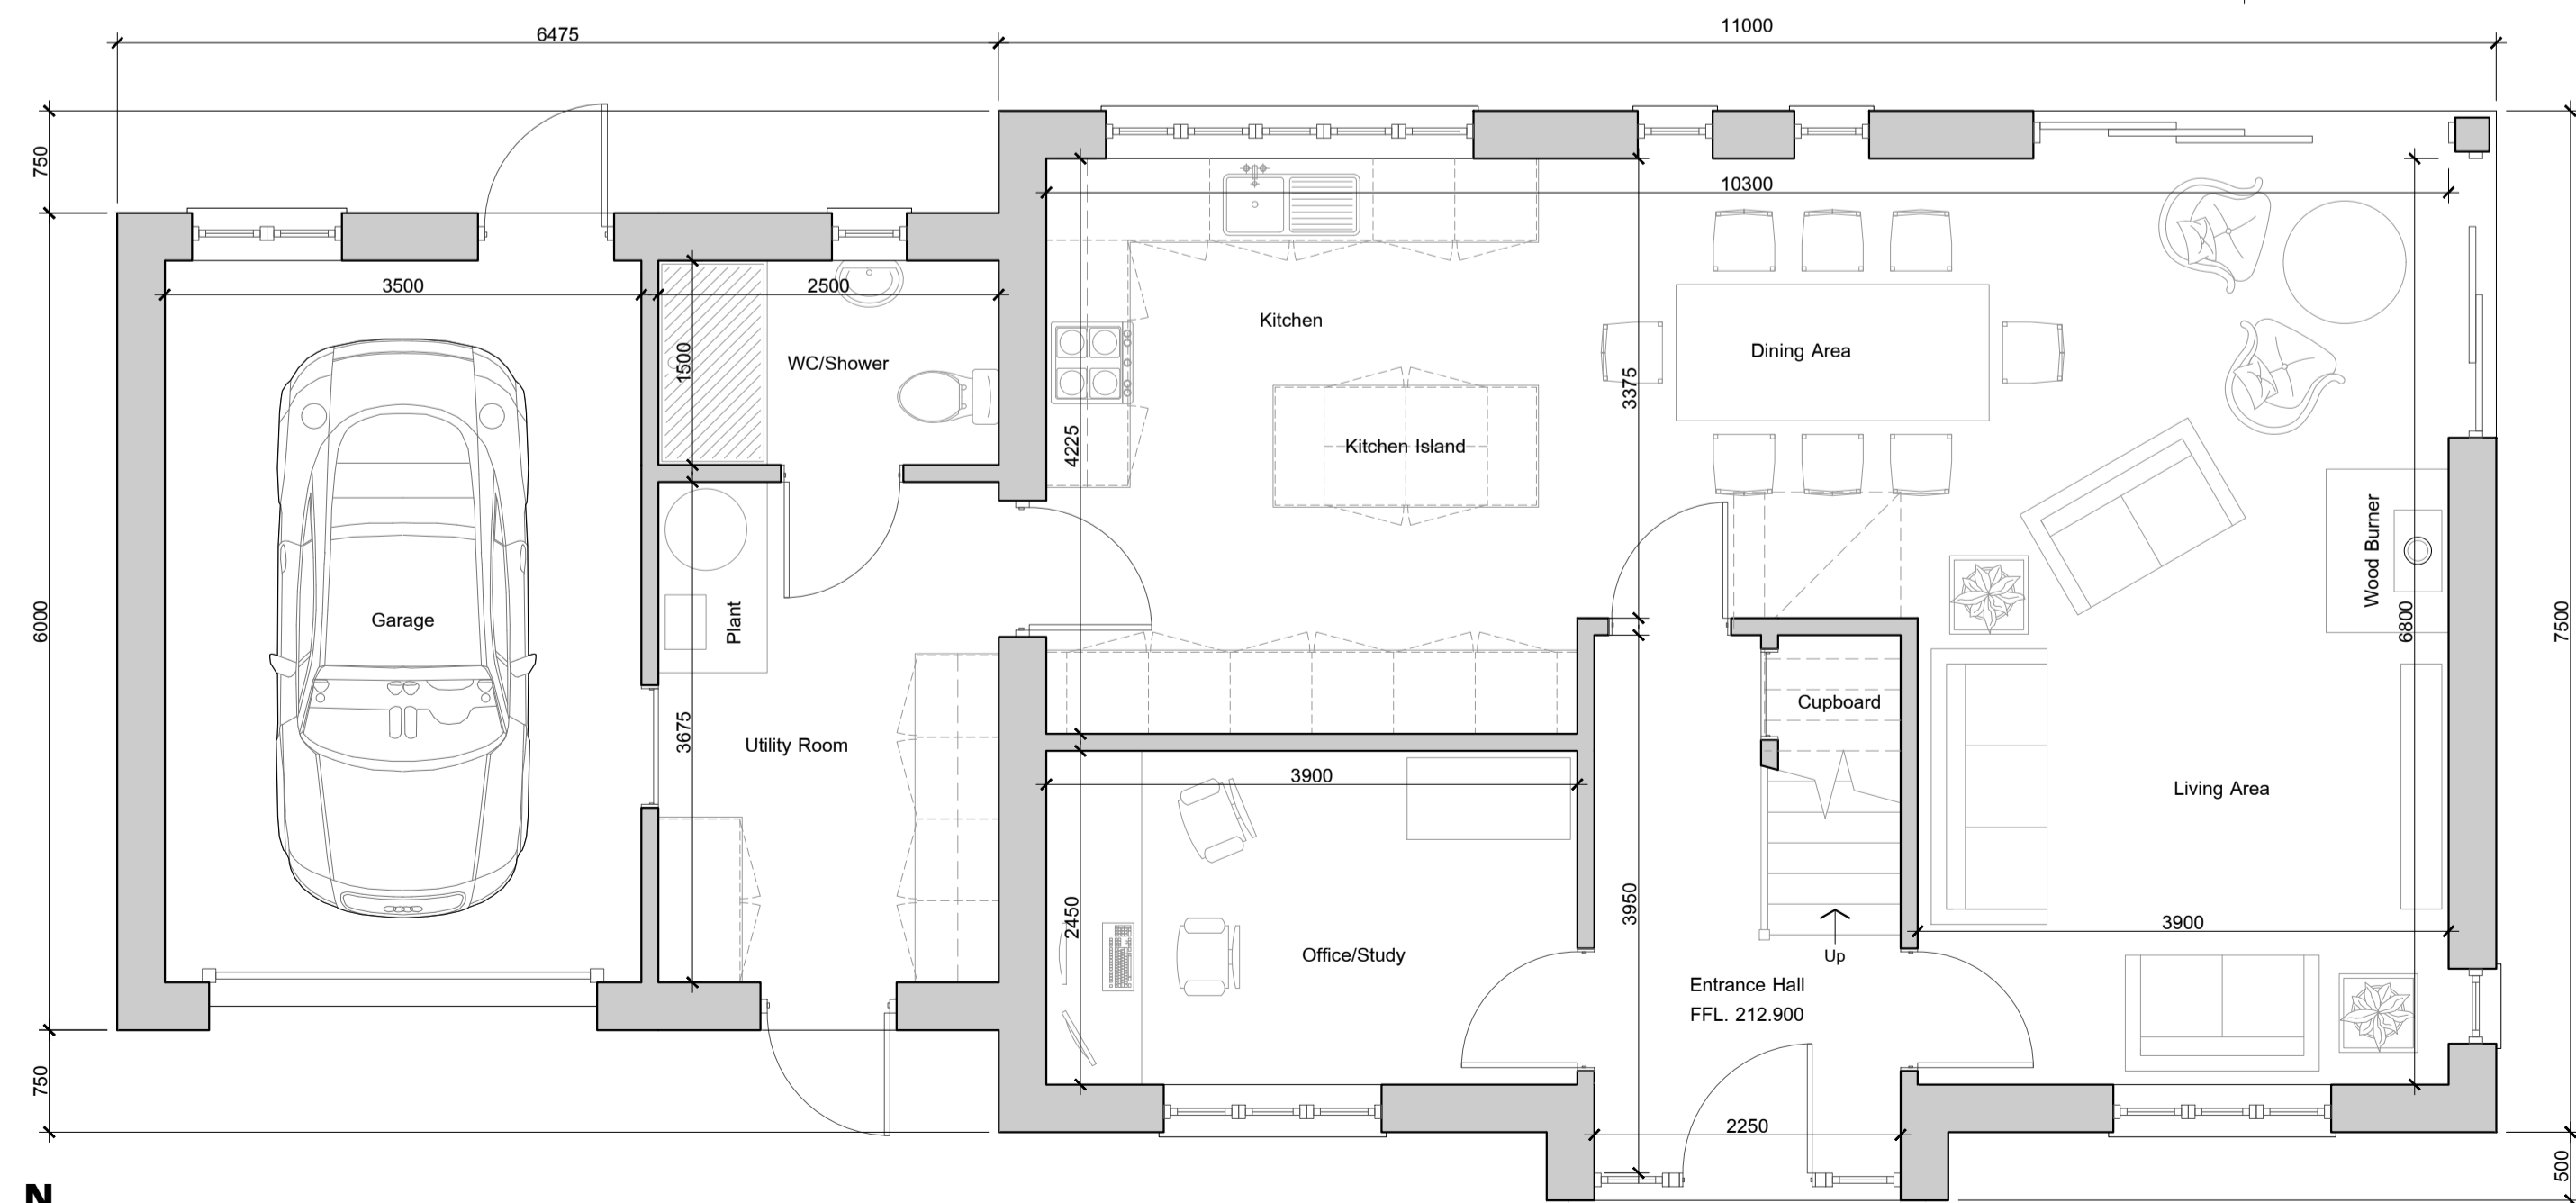 6475
11000
750
10300
3500
2500
Kitchen
WC/Shower
1500
Dining Area
3375
4225
Kitchen Island
Wood Burner
6000
Garage
Plant
6800
7500
Cupboard
3675
Utility Room
3900
Living Area
2450
3950
3900
Office/Study
Up
Entrance Hall
FFL. 212.900
750
2250
500
N